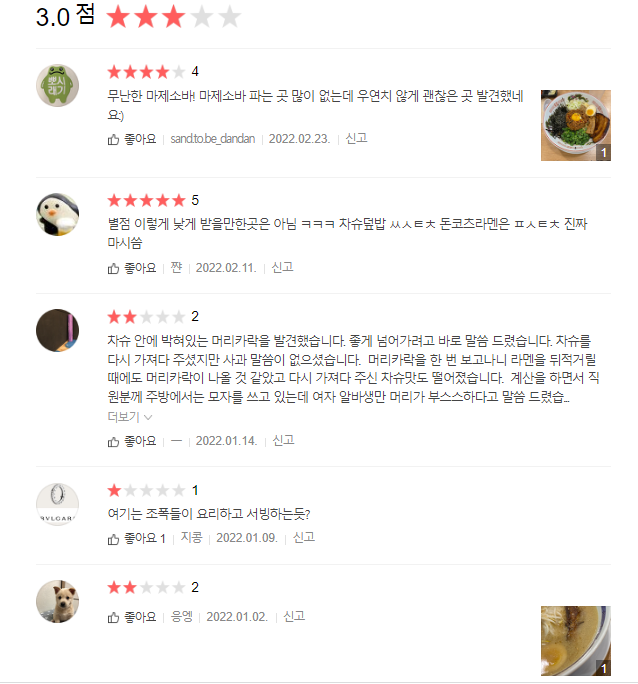 3.0 점
4
무난한 마제소바! 마제소바 파는 곳 많이 없는데 우연치 않게 괜찮은 곳 발견했네
요:)
좋아요 sand.to.be_dandan 2022.02.23. 신고
1
5
별점 이렇게 낮게 받을만한곳은 아님 ㅋㅋㅋ 차슈덮밥 ㅆㅅㅌㅊ 돈코츠라멘은 ㅍㅅㅌㅊ 진짜
마시씀
좋아요 쨘 2022.02.11. 신고
2
차슈 안에 박혀있는 머리카락을 발견했습니다. 좋게 넘어가려고 바로 말씀 드렸습니다. 차슈를
다시 가져다 주셨지만 사과 말씀이 없으셨습니다. 머리카락을 한 번 보고나니 라멘을 뒤적거릴
때에도 머리카락이 나올 것 같았고 다시 가져다 주신 차슈맛도 떨어졌습니다. 계산을 하면서 직
원분께 주방에서는 모자를 쓰고 있는데 여자 알바생만 머리가 부스스하다고 말씀 드렸습...
더보기
좋아요 ㅡ 2022.01.14. 신고
BVLGARI
1
여기는 조폭들이 요리하고 서빙하는듯?
좋아요 1 지콩 2022.01.09. 신고
2
좋아요 응엥 2022.01.02. 신고
1
뽀시
래기